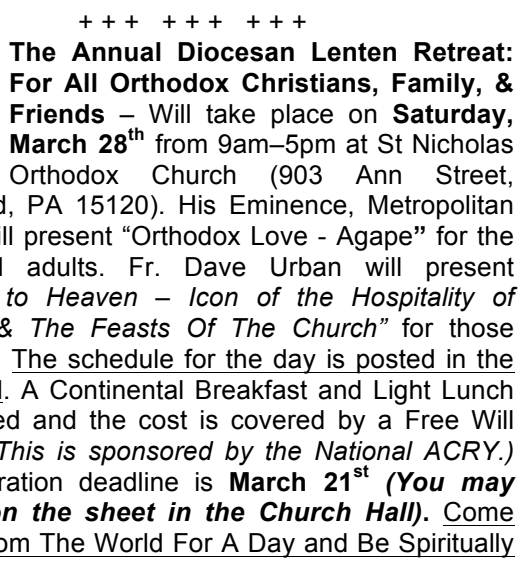 + + +   + + +   + + +
The Annual Diocesan Lenten Retreat:
For All Orthodox Christians, Family, &
Friends – Will take place on Saturday,
March 28th from 9am–5pm at St Nicholas
Orthodox Church (903 Ann Street,
PA 15120). His Eminence, Metropolitan
present “Orthodox Love - Agape” for the
adults. Fr. Dave Urban will present
to Heaven – Icon of the Hospitality of
& The Feasts Of The Church” for those
The schedule for the day is posted in the
. A Continental Breakfast and Light Lunch
and the cost is covered by a Free Will
This is sponsored by the National ACRY.)
deadline is March 21st (You may
the sheet in the Church Hall). Come
The World For A Day and Be Spiritually